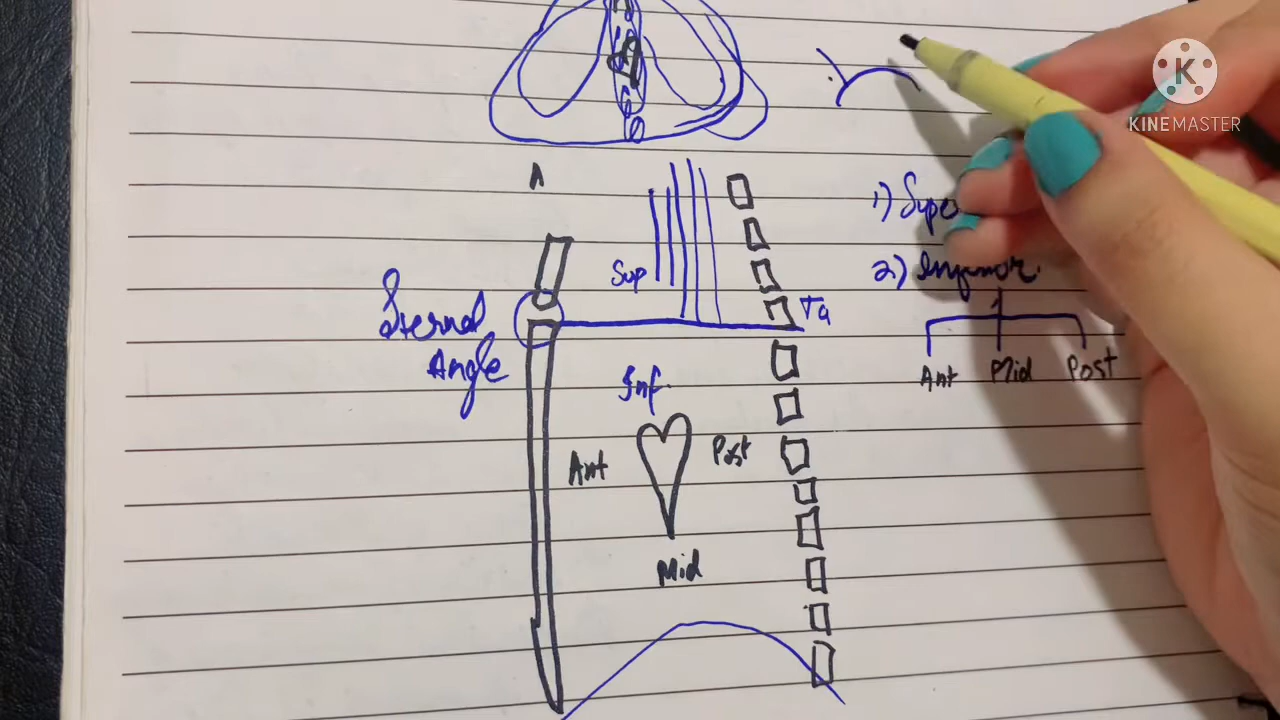 K
KINEMASTER
A
1) Supe
Sup
2) Inferior.
Sternal
Angle
T4
Ant Mid Post
Inf.
Ant
Post
Mid